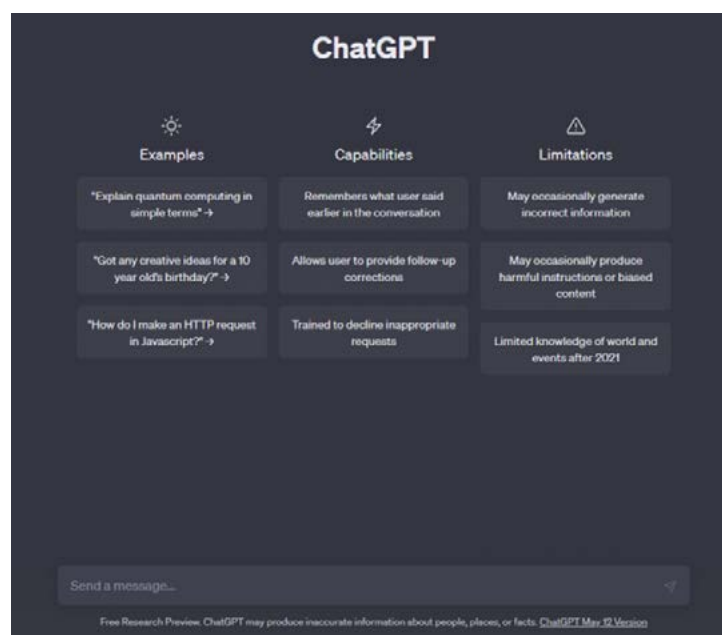 ChatGPT
Examples
"Explain quantum computing in
simple terms" →
"Got any creative ideas for a 10
year old's birthday?" →
"How do I make an HTTP request
in Javascript?" →
Capabilities
Remembers what user said
earlier in the conversation
Allows user to provide follow-up
corrections
Trained to decline inappropriate
requests
Limitations
May occasionally generate
incorrect information
May occasionally produce
harmful instructions or biased
content
Limited knowledge of world and
events after 2021
Send a message...
Free Research Preview. ChatGPT may produce inaccurate information about people, places, or facts. ChatGPT May 12 Version